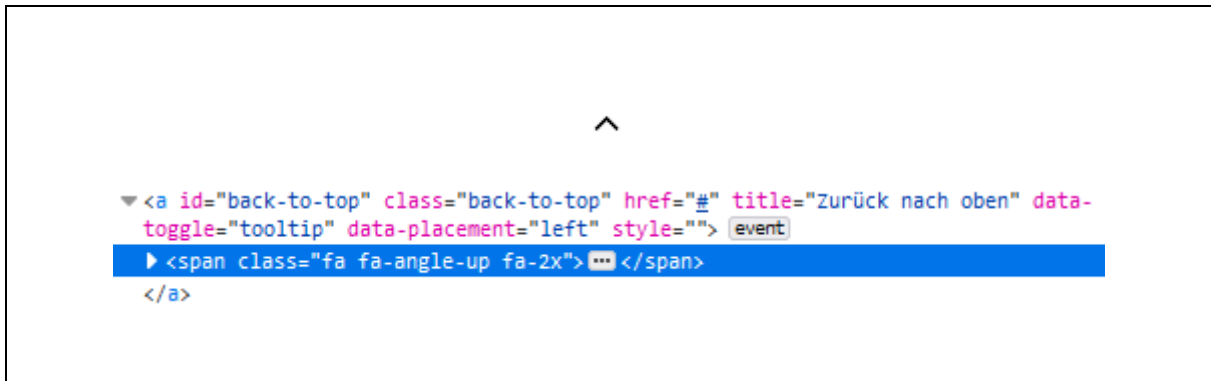 <a id="back-to-top" class="back-to-top" href="#" title="Zurück nach oben" data-
toggle="tooltip" data-placement="left" style=""> event
<span class="fa fa-angle-up fa-2x">⋯</span>
</a>